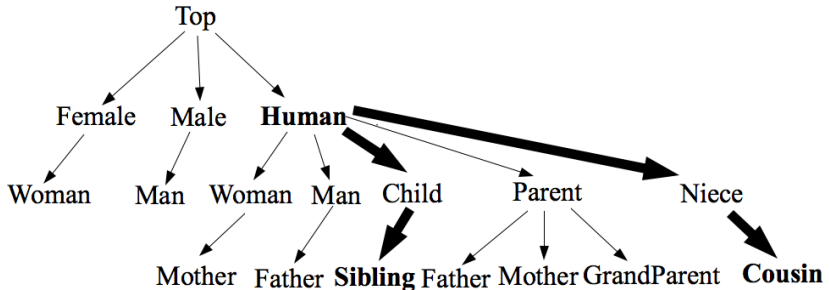 Top
Female Male Human
Woman Man Woman Man Child Parent Niece
Mother Father Sibling Father Mother GrandParent Cousin